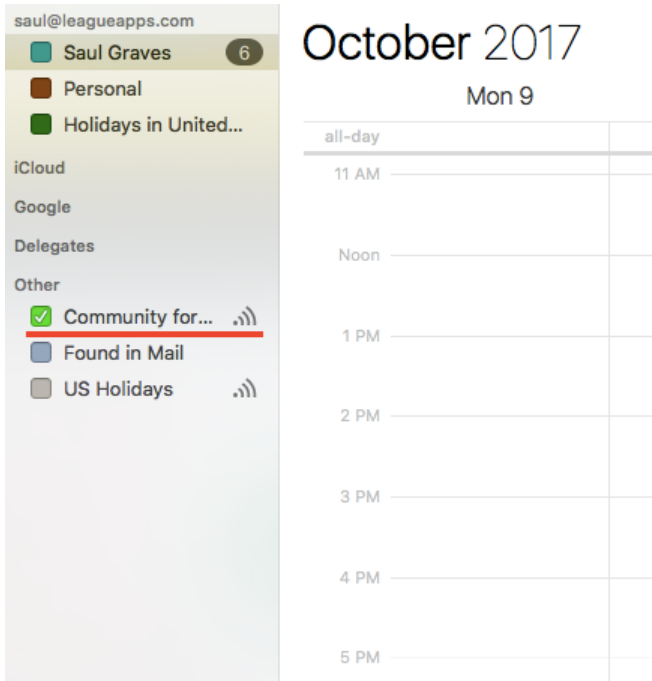 saul@leagueapps.com
Saul Graves 6
Personal
Holidays in United...
iCloud
Google
Delegates
Other
Community for...
Found in Mail
US Holidays
October 2017
Mon 9
all-day
11 AM
Noon
1 PM
2 PM
3 PM
4 PM
5 PM